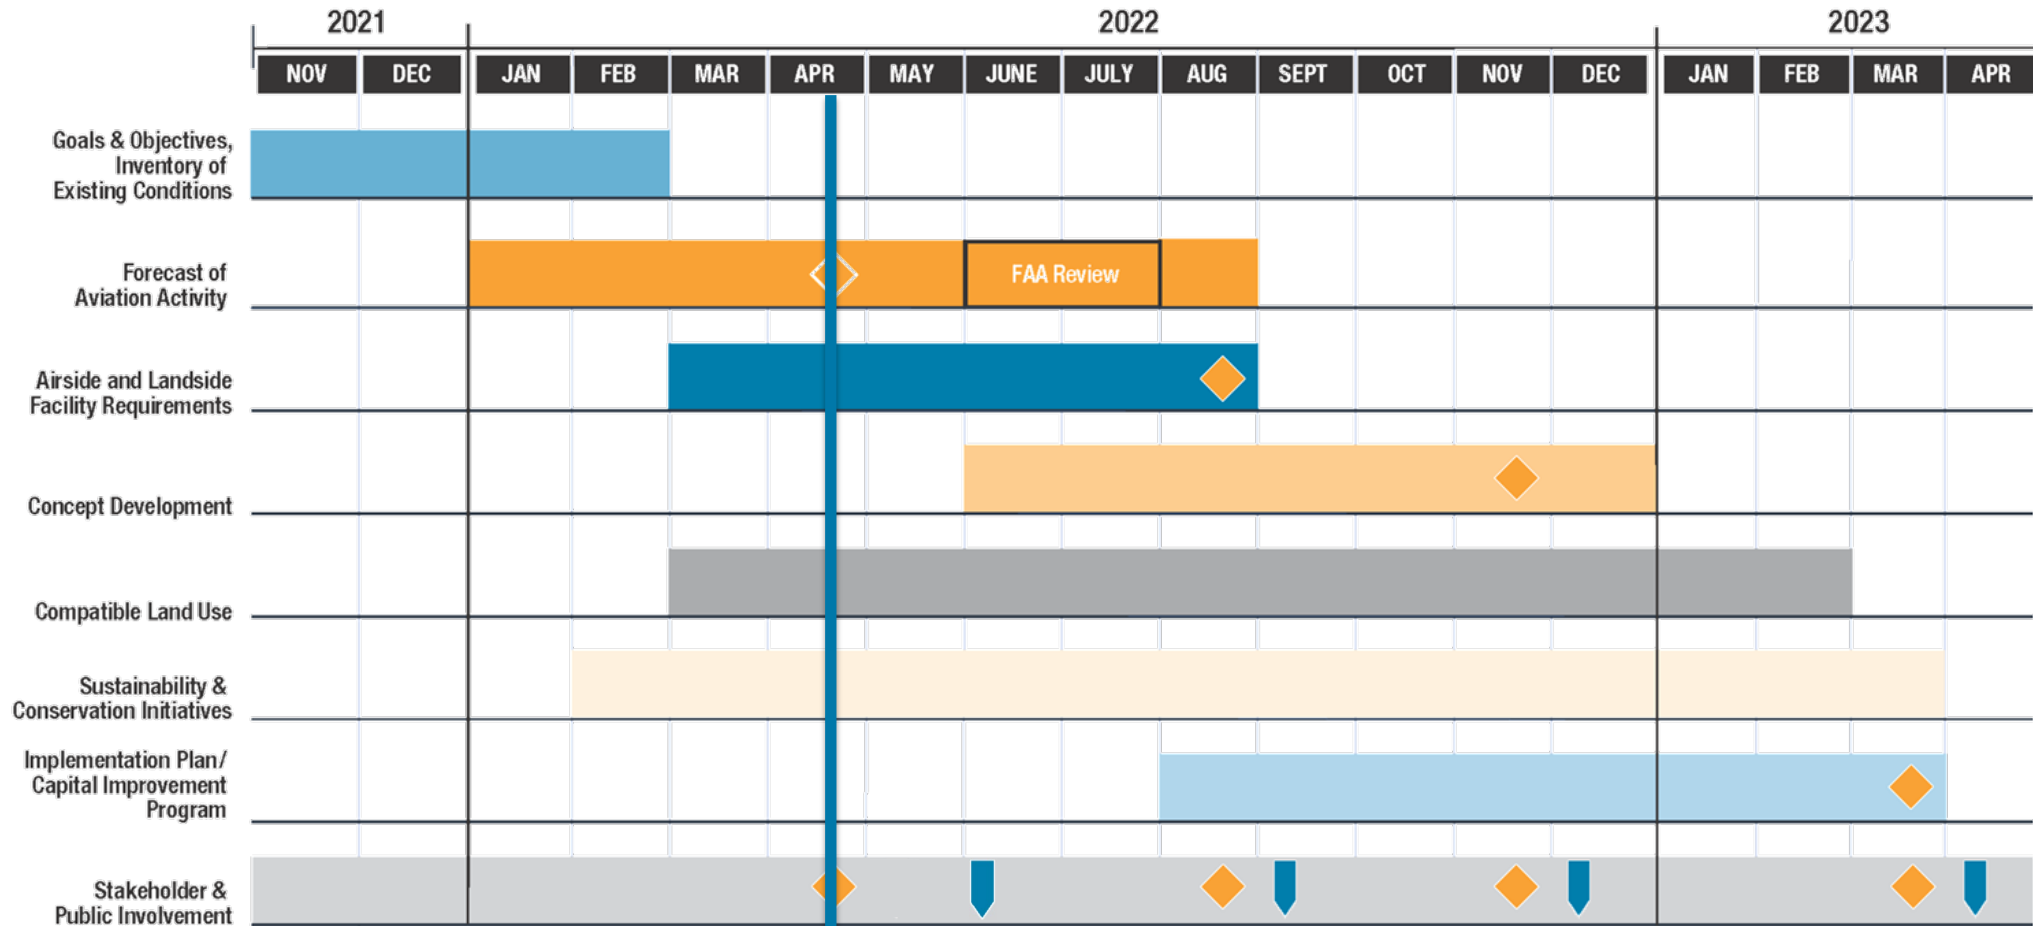 2021
2022
2023
NOV
DEC
JAN
FEB
MAR
APR
MAY
JUNE
JULY
AUG
SEPT
OCT
NOV
DEC
JAN
FEB
MAR
APR
Goals & Objectives,
Inventory of
Existing Conditions
Forecast of
Aviation Activity
FAA Review
Airside and Landside
Facility Requirements
Concept Development
Compatible Land Use
Sustainability &
Conservation Initiatives
Implementation Plan/
Capital Improvement
Program
Stakeholder &
Public Involvement